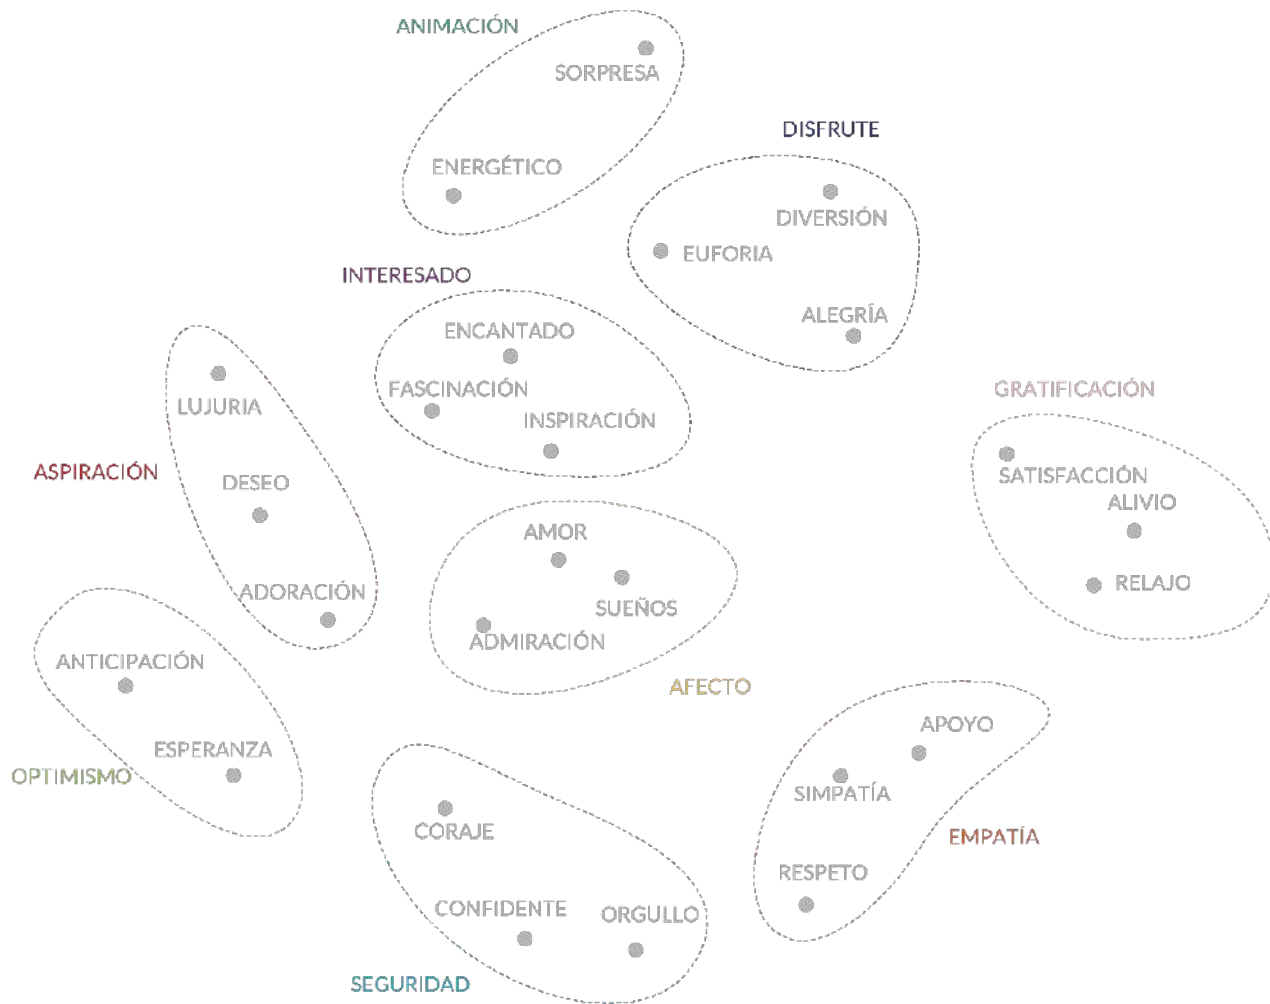 ANIMACIÓN
SORPRESA
DISFRUTE
ENERGÉTICO
DIVERSIÓN
EUFORIA
INTERESADO
ALEGRÍA
ENCANTADO
FASCINACIÓN
GRATIFICACIÓN
LUJURIA
INSPIRACIÓN
ASPIRACIÓN
SATISFACCIÓN
DESEO
ALIVIO
AMOR
RELAJO
ADORACIÓN
SUEÑOS
ADMIRACIÓN
ANTICIPACIÓN
AFECTO
APOYO
ESPERANZA
OPTIMISMO
SIMPATÍA
CORAJE
EMPATÍA
RESPETO
CONFIDENTE
ORGULLO
SEGURIDAD